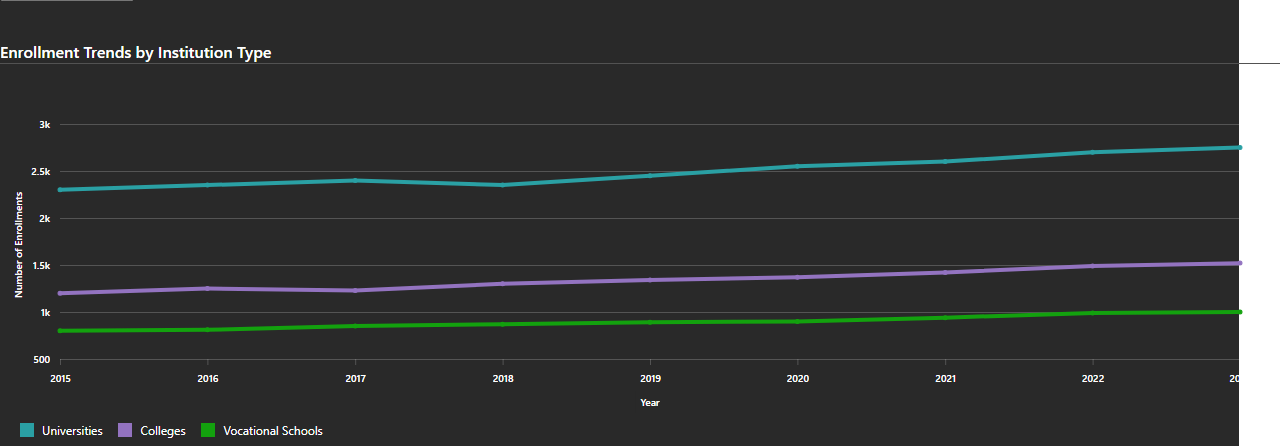 Enrollment Trends by Institution Type
3k
2.5k
2k
1.5k
1k
500
Number of Enrollments
2015 2016 2017 2018 2019 2020 2021 2022 20
Year
Universities Colleges Vocational Schools